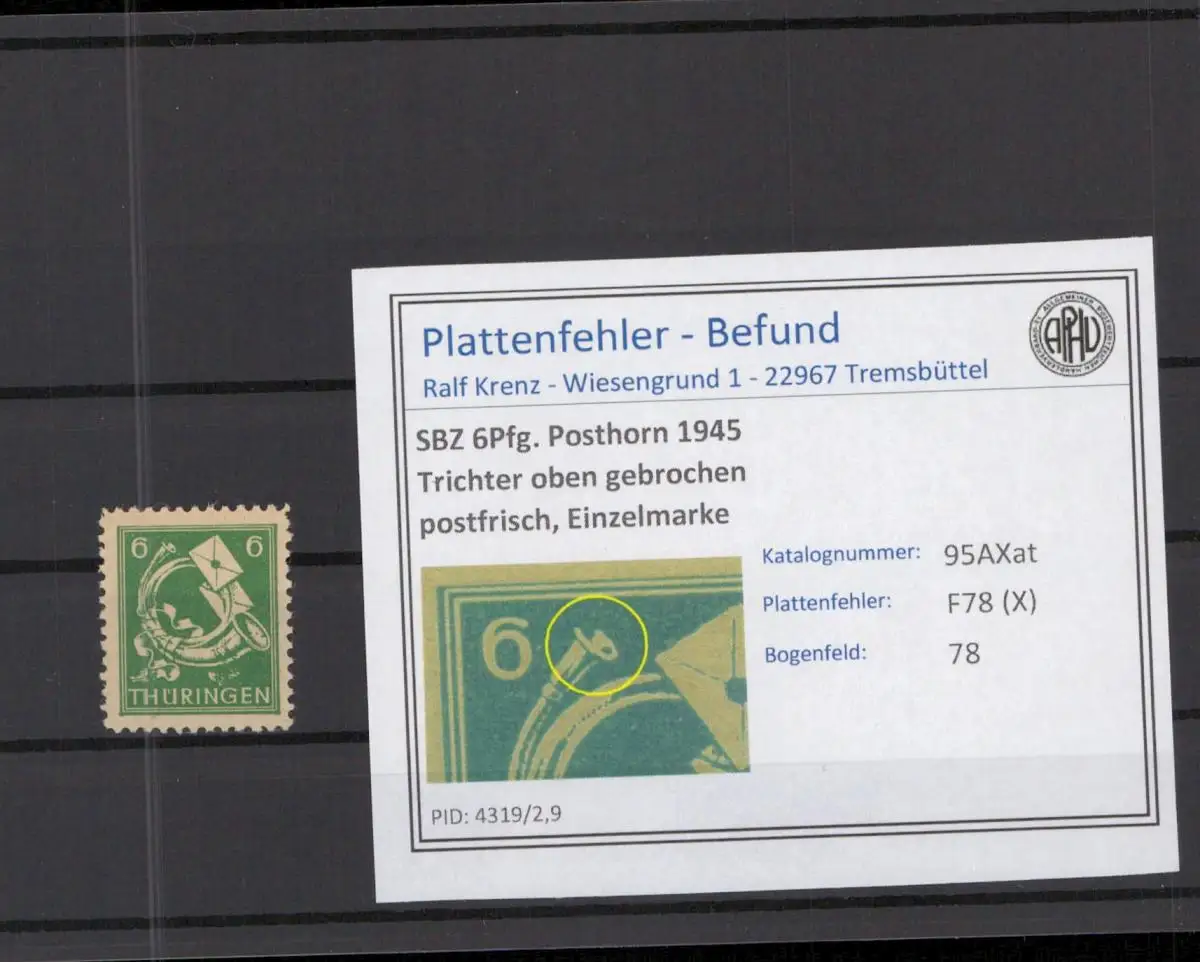 6 6
THÜRINGEN
Plattenfehler - Befund
Ralf Krenz - Wiesengrund 1 - 22967 Tremsbüttel
APHV
SBZ 6Pfg. Posthorn 1945
Trichter oben gebrochen
postfrisch, Einzelmarke
6
Katalognummer: 95AXat
Plattenfehler: F78 (X)
Bogenfeld: 78
PID: 4319/2,9